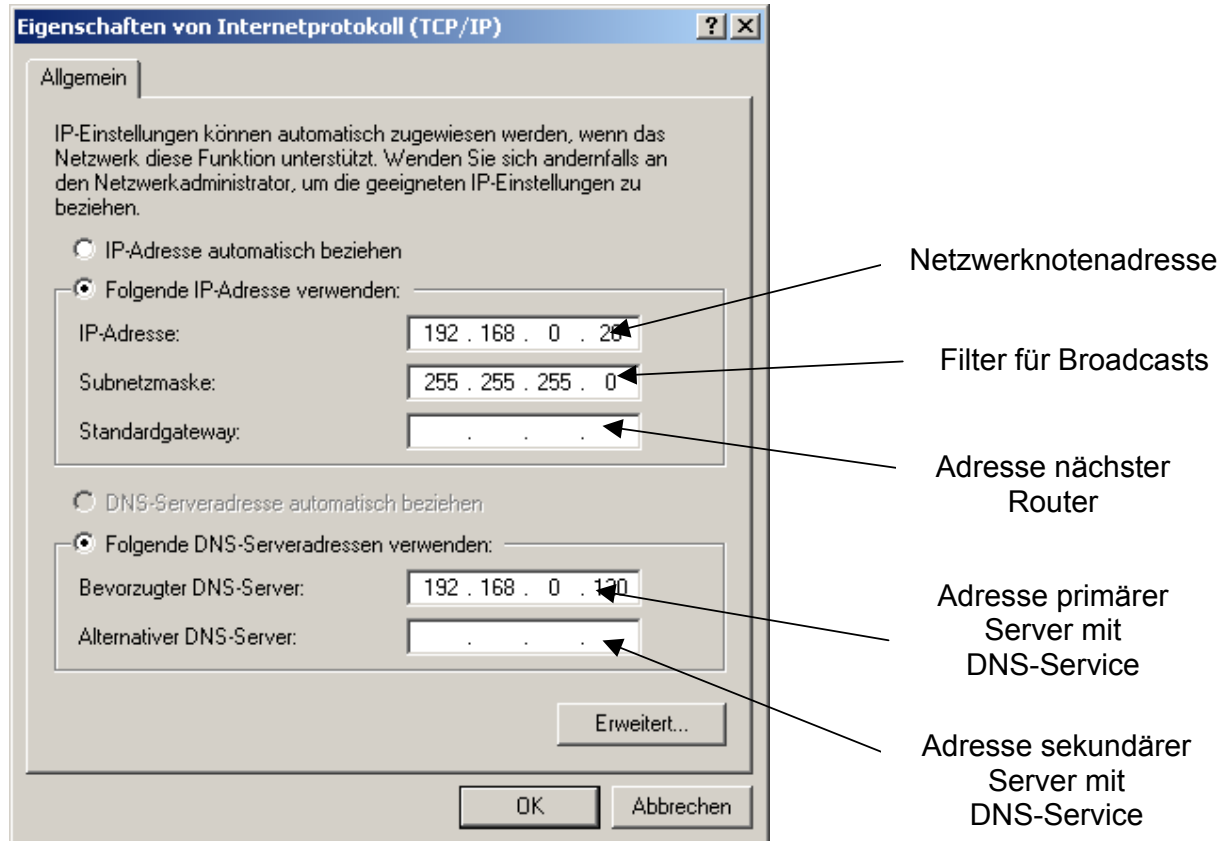 Eigenschaften von Internetprotokoll (TCP/IP)
Allgemein
IP-Einstellungen können automatisch zugewiesen werden, wenn das
Netzwerk diese Funktion unterstützt. Wenden Sie sich andernfalls an
den Netzwerkadministrator, um die geeigneten IP-Einstellungen zu
beziehen.
IP-Adresse automatisch beziehen
Folgende IP-Adresse verwenden:
IP-Adresse: 192 . 168 . 0 .
Subnetzmaske: 255 . 255 . 255 . 0
Standardgateway: . . .
DNS-Serveradresse automatisch beziehen
Folgende DNS-Serveradressen verwenden:
Bevorzugter DNS-Server: 192 . 168 . 0 .
Alternativer DNS-Server: . . .
Erweitert...
OK
Abbrechen
Netzwerknotenadresse
Filter für Broadcasts
Adresse nächster
Router
Adresse primärer
Server mit
DNS-Service
Adresse sekundärer
Server mit
DNS-Service